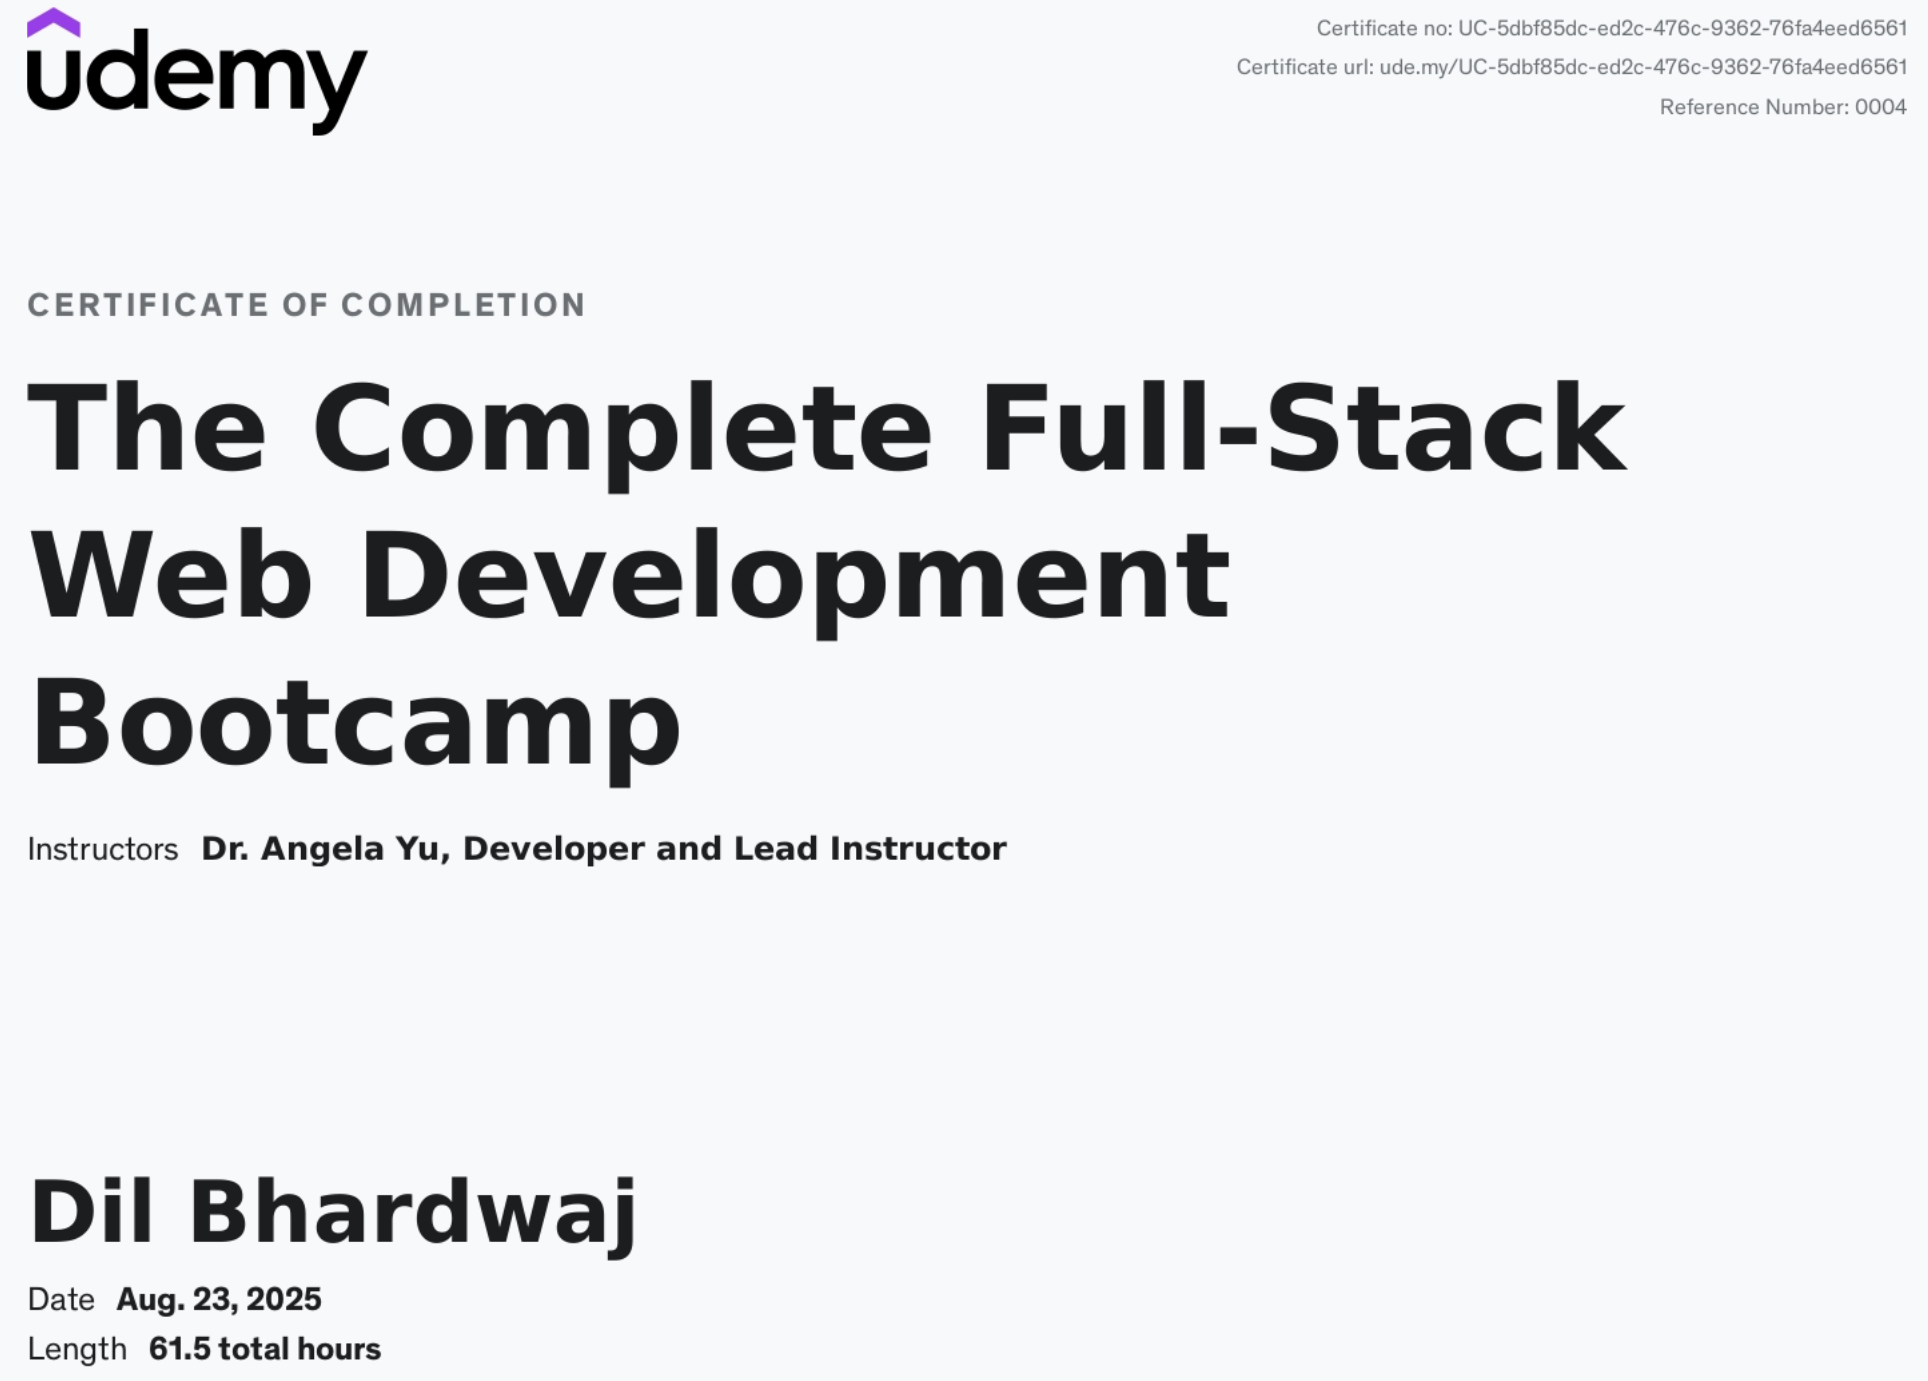 udemy
Certificate no: UC-5dbf85dc-ed2c-476c-9362-76fa4eed6561
Certificate url: ude.my/UC-5dbf85dc-ed2c-476c-9362-76fa4eed6561
Reference Number: 0004
CERTIFICATE OF COMPLETION
The Complete Full-Stack
Web Development
Bootcamp
Instructors Dr. Angela Yu, Developer and Lead Instructor
Dil Bhardwaj
Date Aug. 23, 2025
Length 61.5 total hours